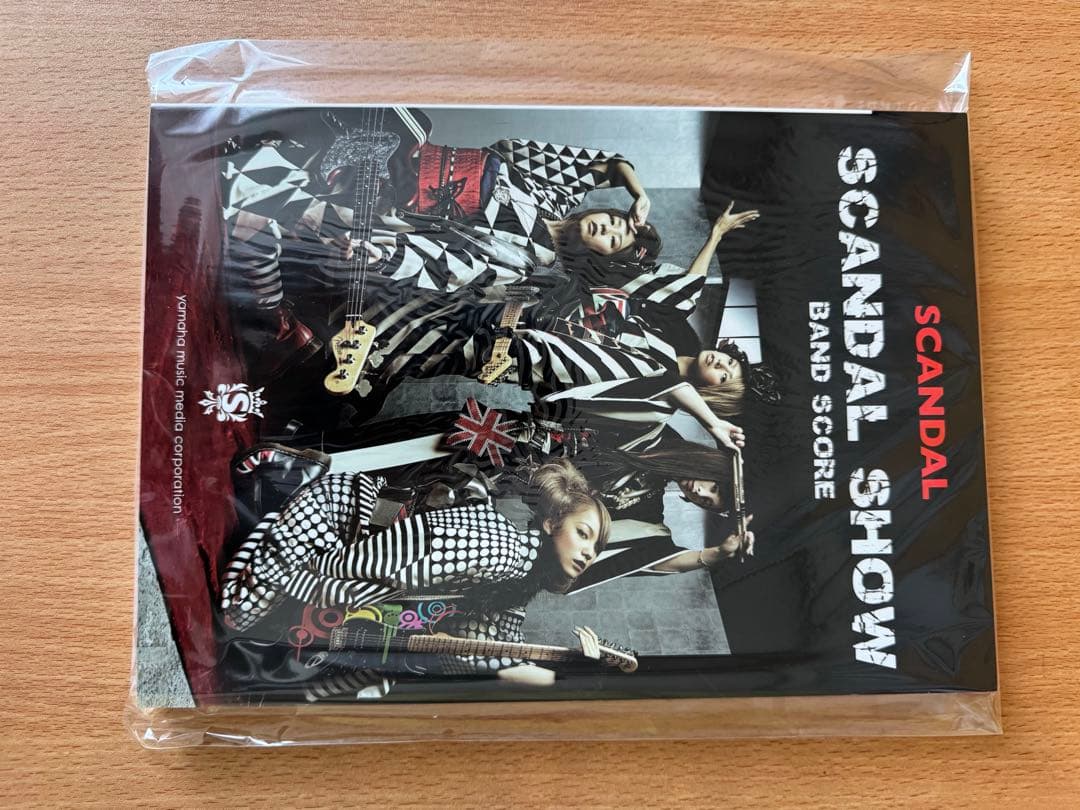 SCANDAL
SCANDAL SHOW
BAND SCORE
S
yamaha music media corporation